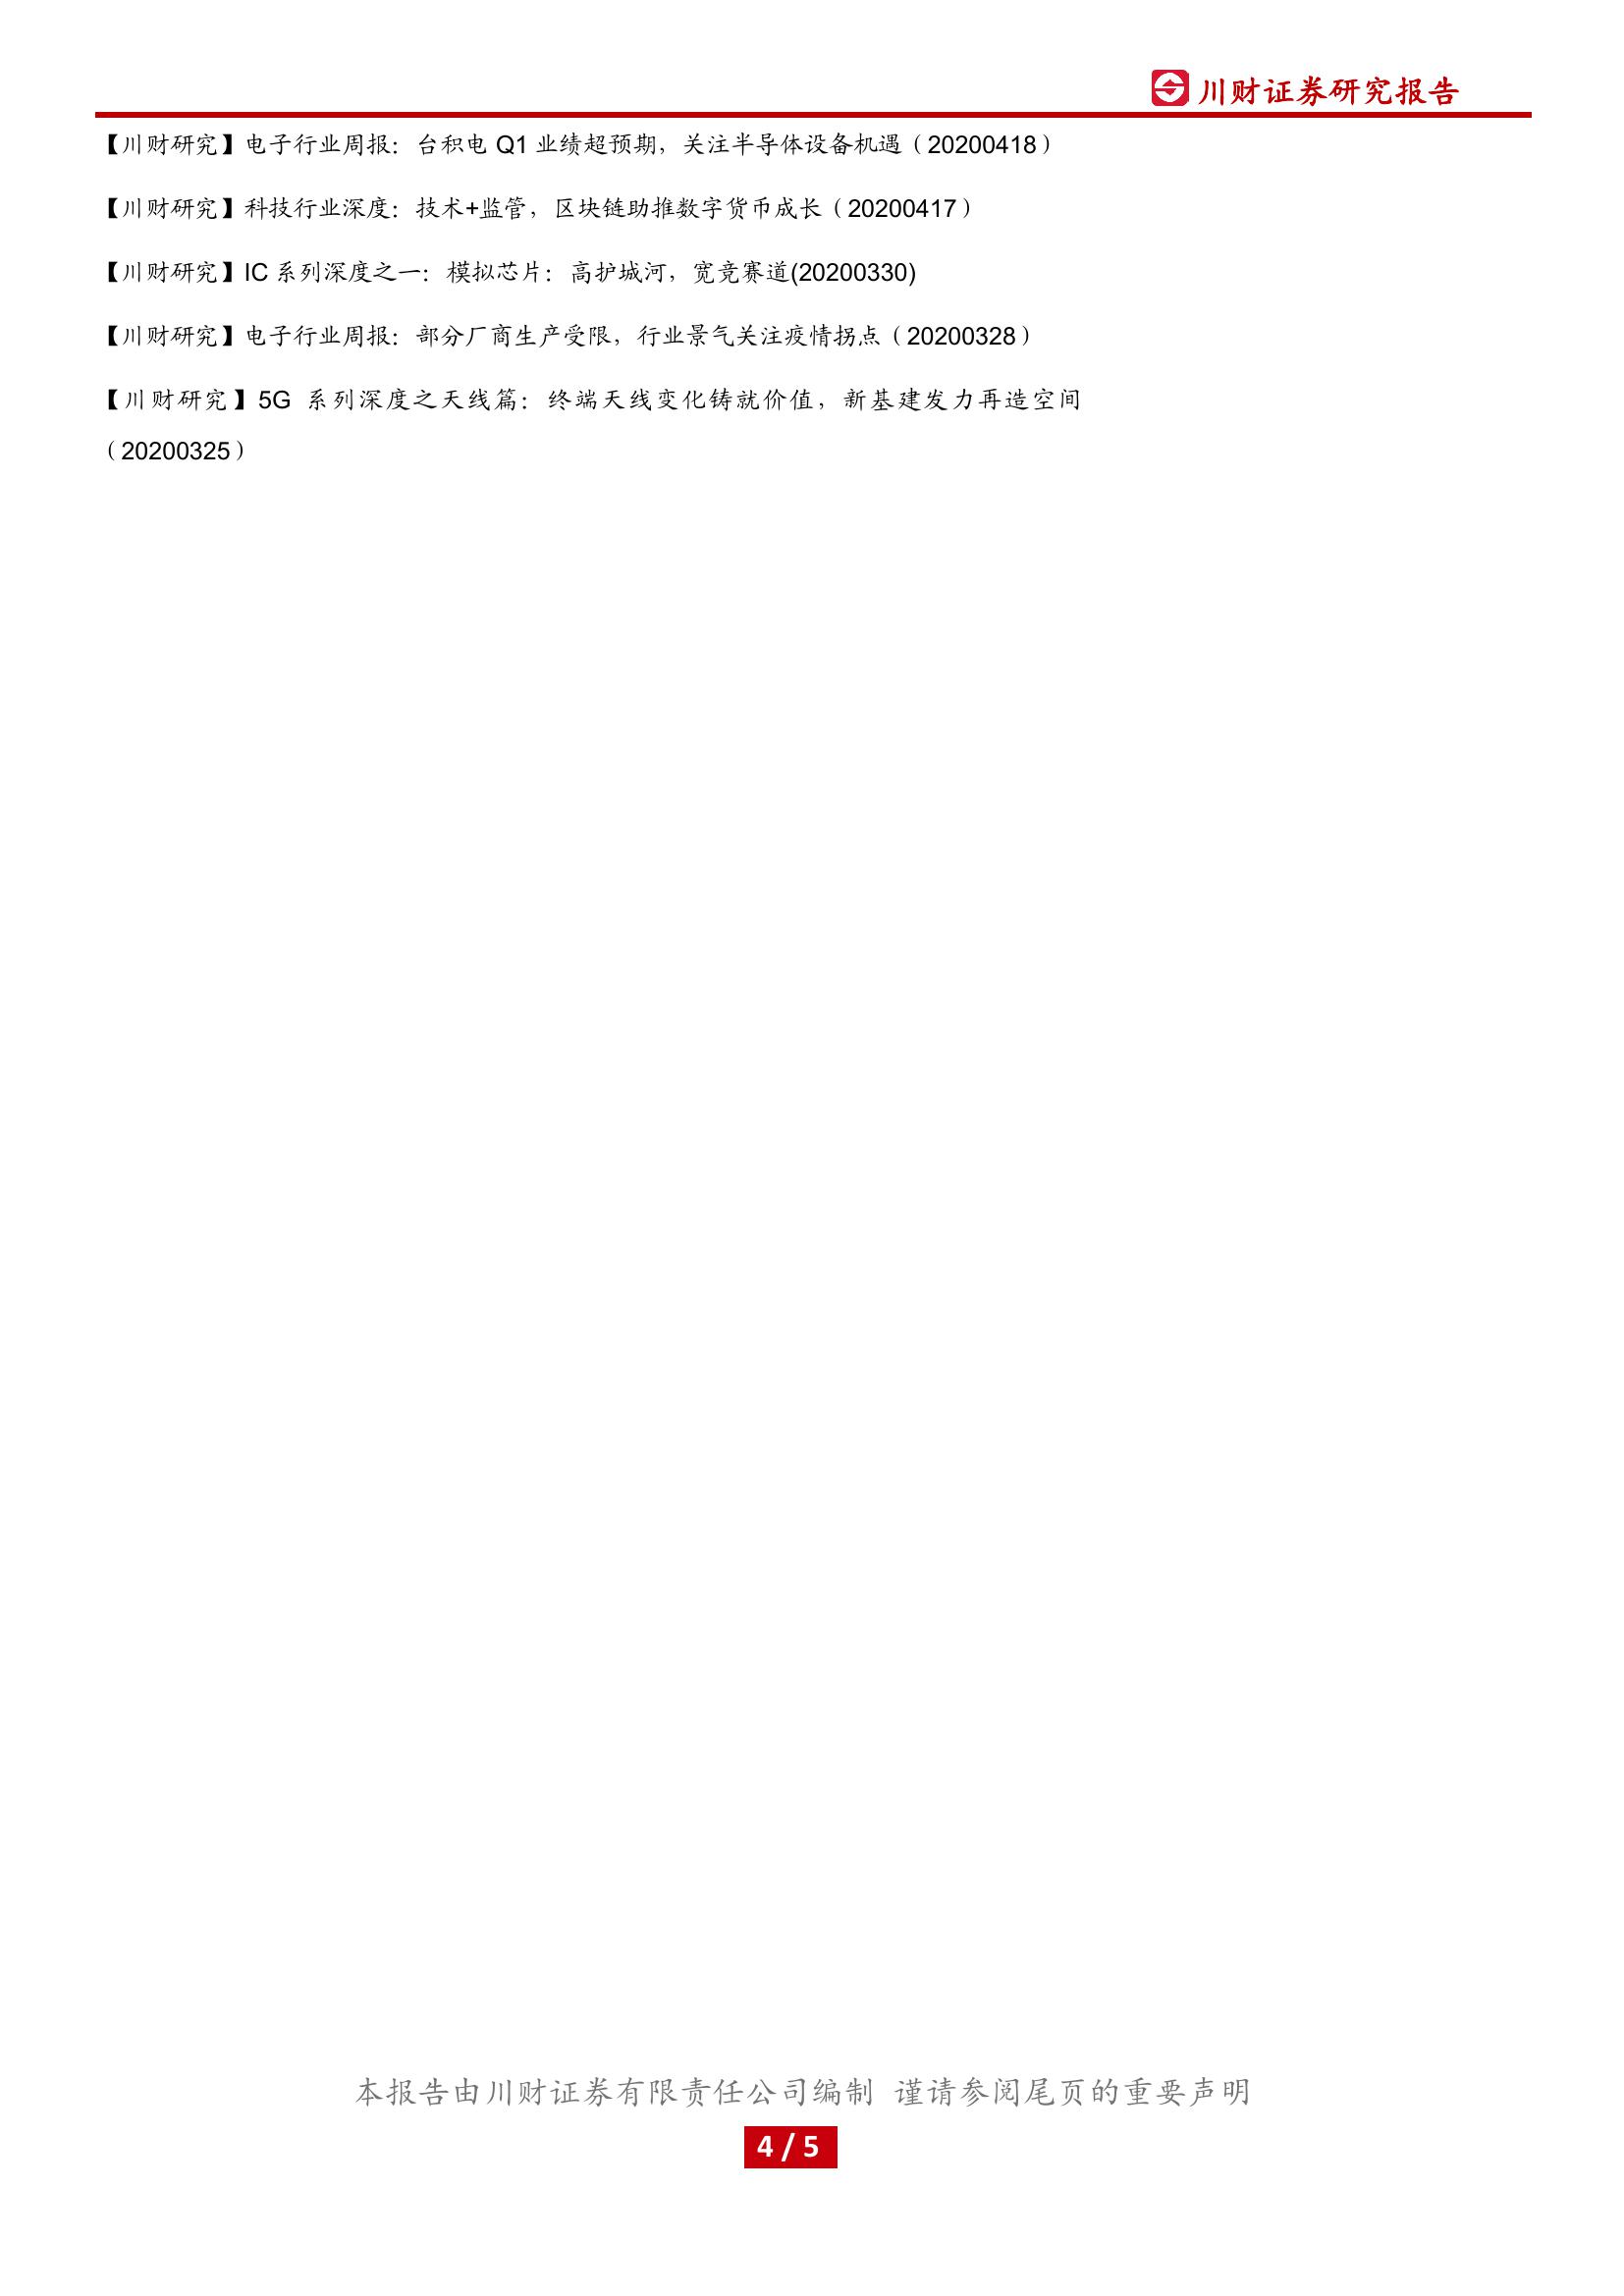 川财证券研究报告
【川财研究】电子行业周报：台积电 Q1 业绩超预期，关注半导体设备机遇（20200418）
【川财研究】科技行业深度：技术+监管，区块链助推数字货币成长（20200417）
【川财研究】IC 系列深度之一：模拟芯片：高护城河，宽竞赛道(20200330)
【川财研究】电子行业周报：部分厂商生产受限，行业景气关注疫情拐点（20200328）
【川财研究】5G 系列深度之天线篇：终端天线变化铸就价值，新基建发力再造空间
（20200325）
本报告由川财证券有限责任公司编制 谨请参阅尾页的重要声明
4 / 5